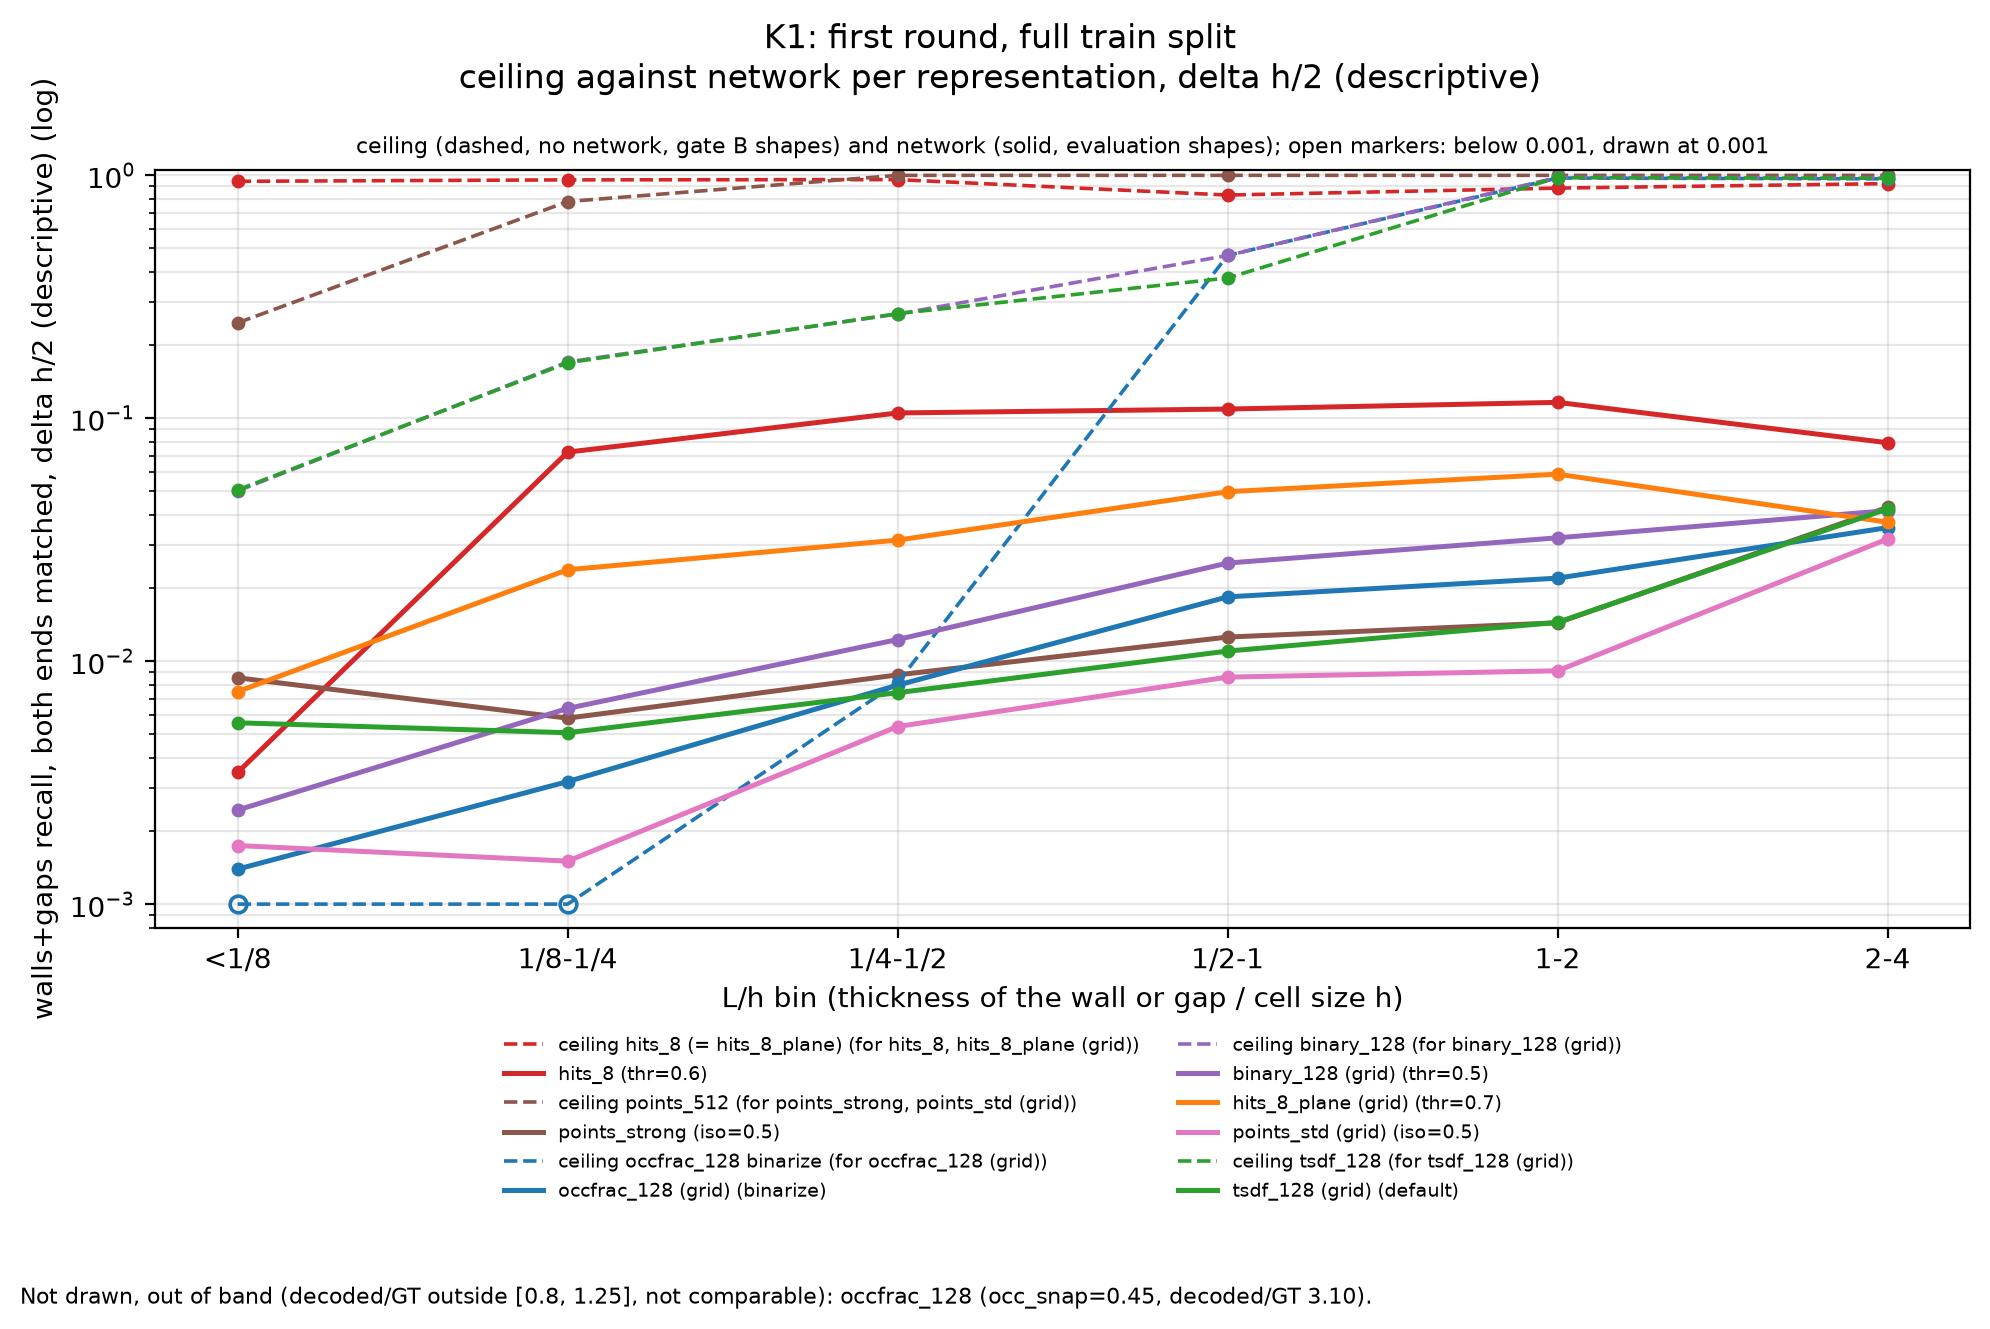 K1: first round, full train split
ceiling against network per representation, delta h/2 (descriptive)
ceiling (dashed, no network, gate B shapes) and network (solid, evaluation shapes); open markers: below 0.001, drawn at 0.001
walls+gaps recall, both ends matched, delta h/2 (descriptive) (log)
10⁰
10⁻¹
10⁻²
10⁻³
<1/8
1/8-1/4
1/4-1/2
1/2-1
1-2
2-4
L/h bin (thickness of the wall or gap / cell size h)
ceiling hits_8 (= hits_8_plane) (for hits_8, hits_8_plane (grid))
hits_8 (thr=0.6)
ceiling points_512 (for points_strong, points_std (grid))
points_strong (iso=0.5)
ceiling occfrac_128 binarize (for occfrac_128 (grid))
occfrac_128 (grid) (binarize)
ceiling binary_128 (for binary_128 (grid))
binary_128 (grid) (thr=0.5)
hits_8_plane (grid) (thr=0.7)
points_std (grid) (iso=0.5)
ceiling tsdf_128 (for tsdf_128 (grid))
tsdf_128 (grid) (default)
Not drawn, out of band (decoded/GT outside [0.8, 1.25], not comparable): occfrac_128 (occ_snap=0.45, decoded/GT 3.10).